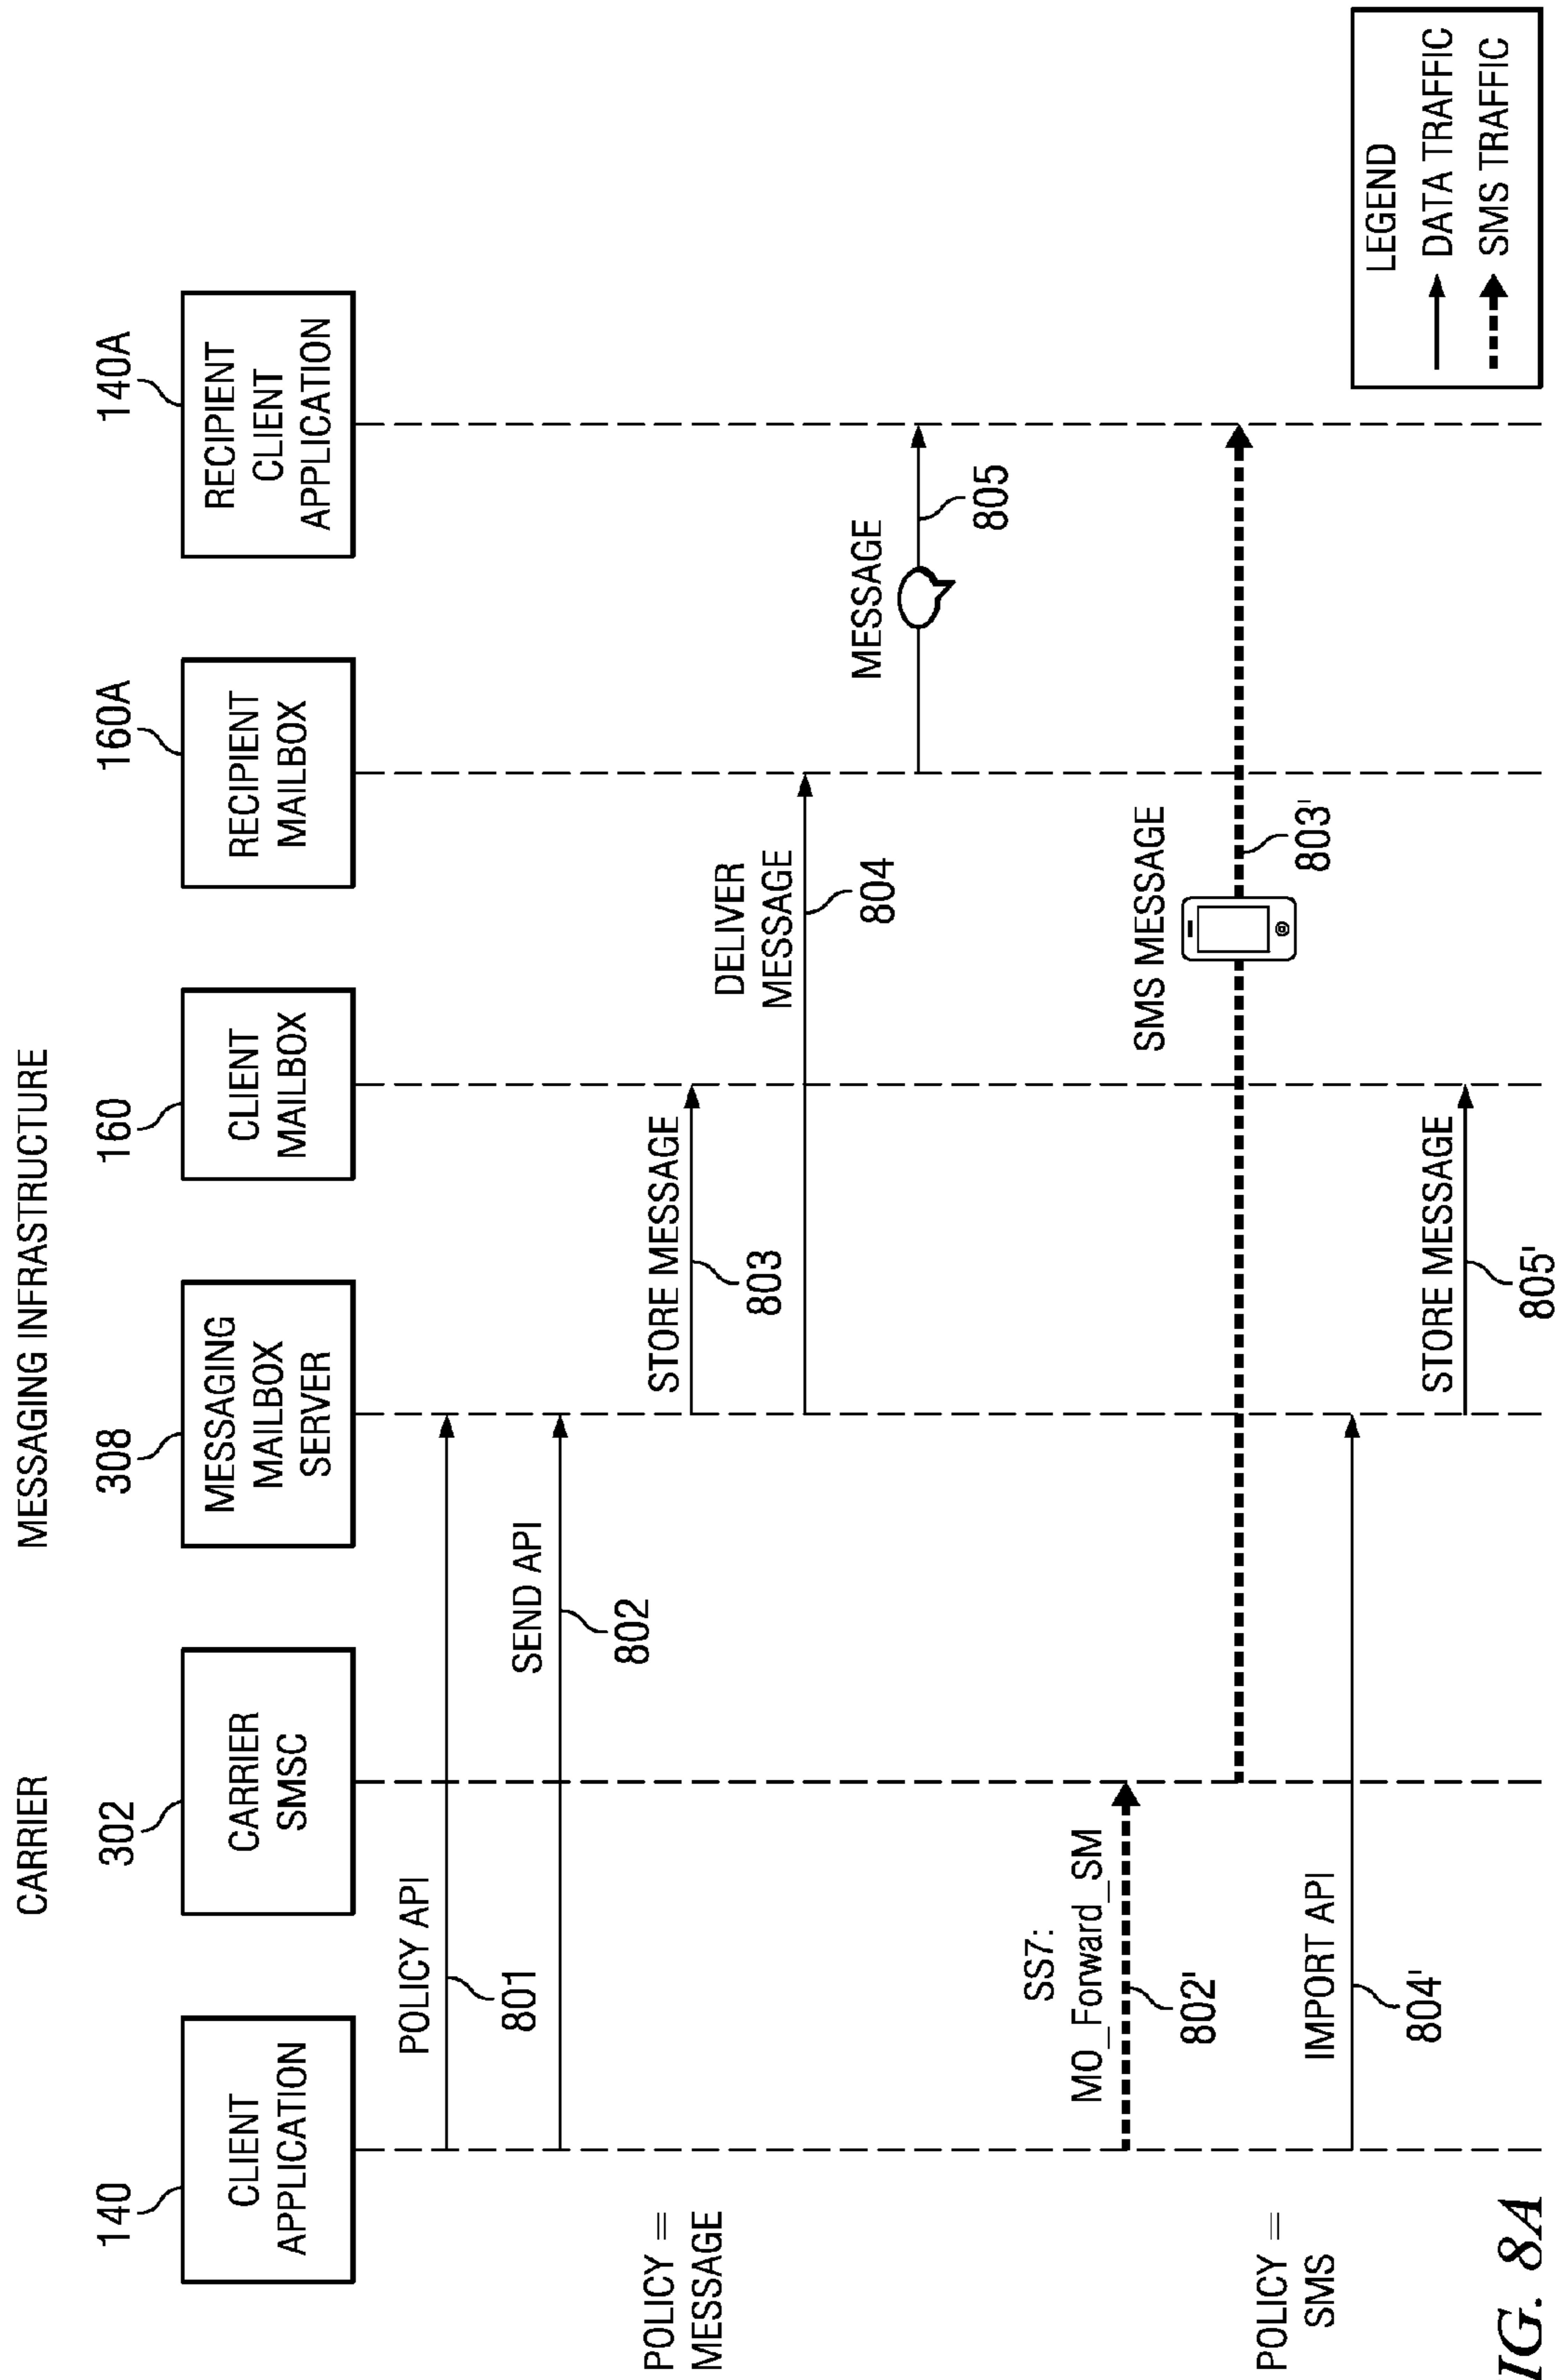 CARRIER
MESSAGING INFRASTRUCTURE
140
302
308
160
160A
140A
CLIENT
APPLICATION
CARRIER
SMSC
MESSAGING
MAILBOX
SERVER
CLIENT
MAILBOX
RECIPIENT
MAILBOX
RECIPIENT
CLIENT
APPLICATION
POLICY API
801
SEND API
802
POLICY =
MESSAGE
STORE MESSAGE
803
DELIVER
MESSAGE
804
MESSAGE
805
SS7:
MO_Forward_SM
802'
SMS MESSAGE
803'
POLICY =
SMS
IMPORT API
804'
STORE MESSAGE
805'
LEGEND
DATA TRAFFIC
SMS TRAFFIC
IG. 8A